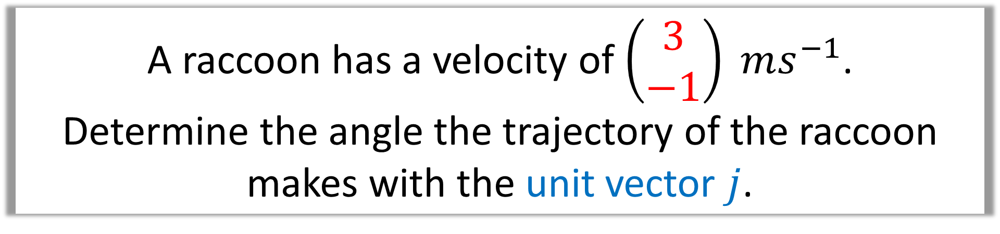 A raccoon has a velocity of (3 −1) ms⁻¹.
Determine the angle the trajectory of the raccoon
makes with the unit vector j.